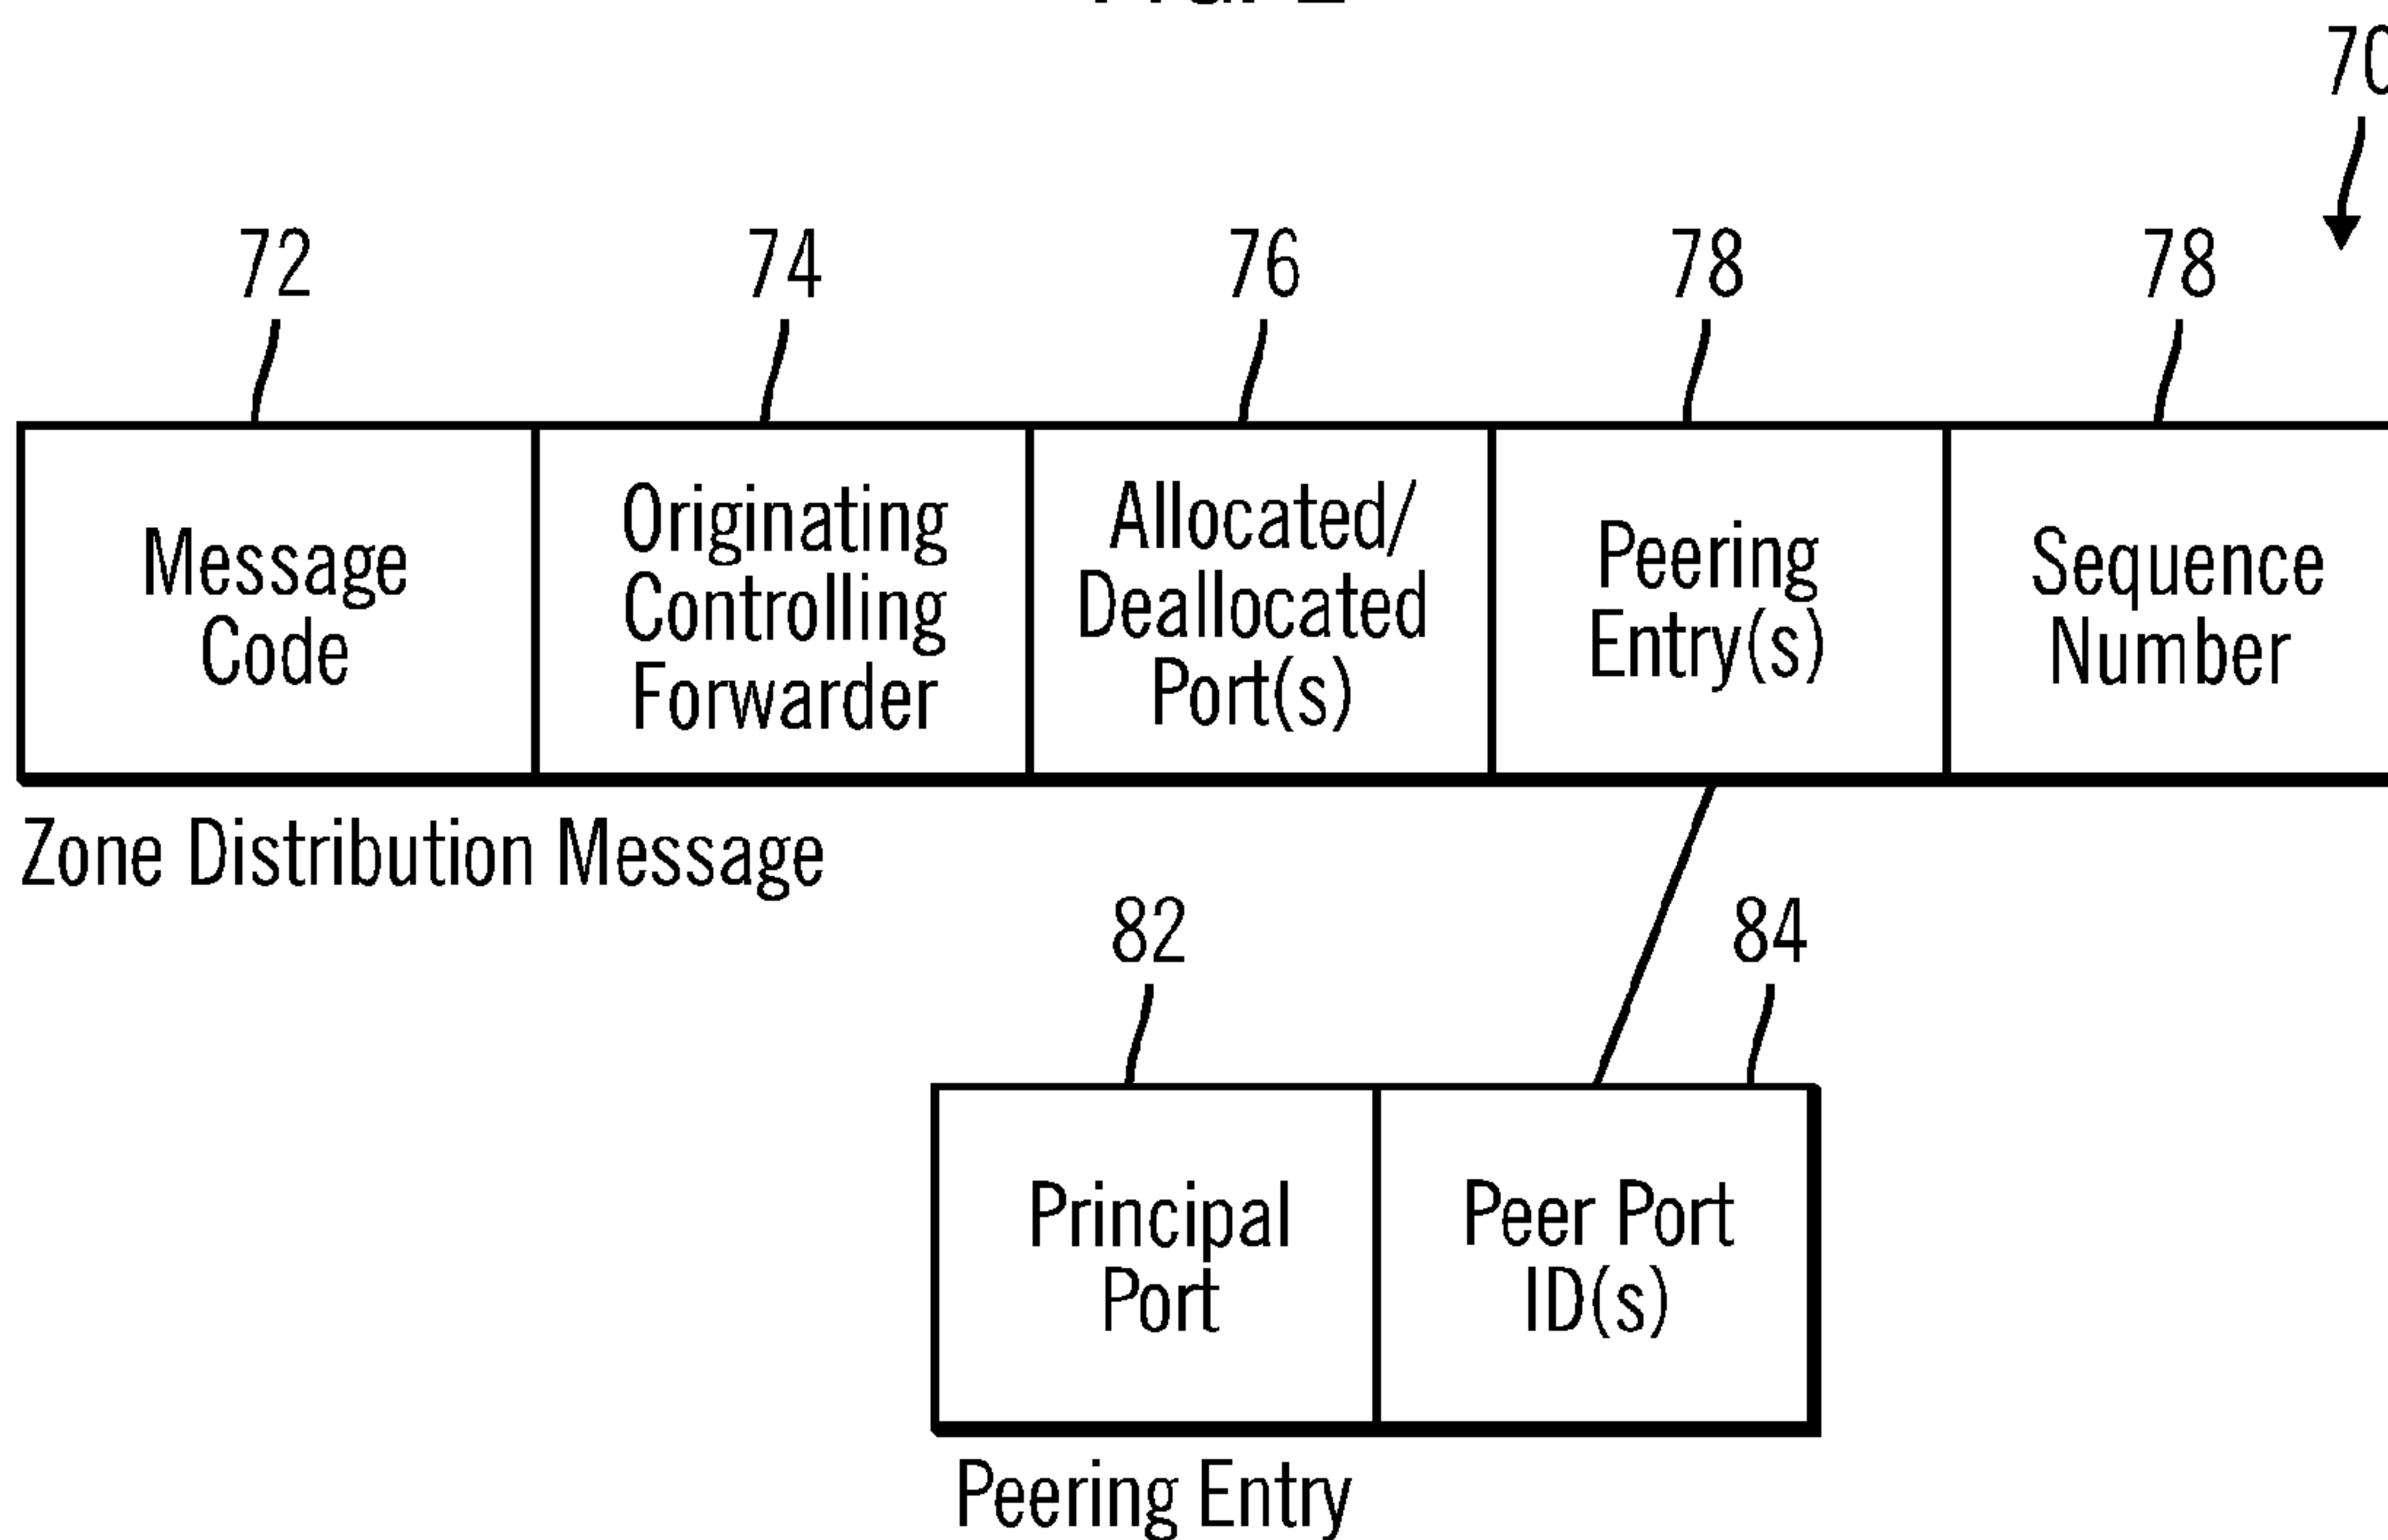 70
72 74 76 78 78
Message
Code
Originating
Controlling
Forwarder
Allocated/
Deallocated
Port(s)
Peering
Entry(s)
Sequence
Number
Zone Distribution Message
82 84
Principal
Port
Peer Port
ID(s)
Peering Entry